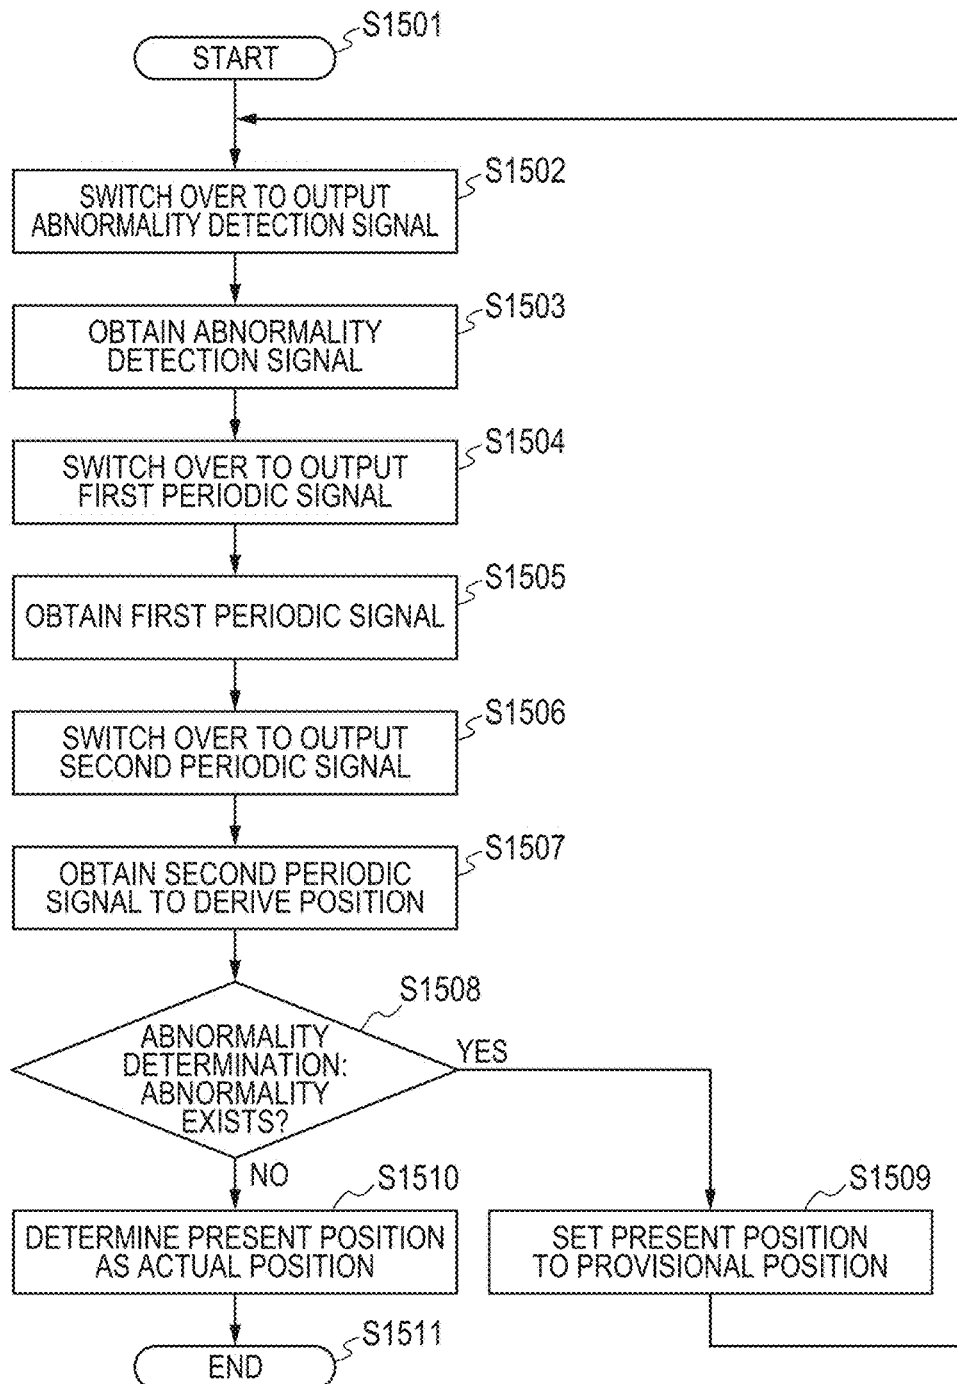 S1501
START
S1502
SWITCH OVER TO OUTPUT
ABNORMALITY DETECTION SIGNAL
S1503
OBTAIN ABNORMALITY
DETECTION SIGNAL
S1504
SWITCH OVER TO OUTPUT
FIRST PERIODIC SIGNAL
S1505
OBTAIN FIRST PERIODIC SIGNAL
S1506
SWITCH OVER TO OUTPUT
SECOND PERIODIC SIGNAL
S1507
OBTAIN SECOND PERIODIC
SIGNAL TO DERIVE POSITION
S1508
ABNORMALITY
DETERMINATION:
ABNORMALITY
EXISTS?
YES
NO
S1510
DETERMINE PRESENT POSITION
AS ACTUAL POSITION
S1509
SET PRESENT POSITION
TO PROVISIONAL POSITION
S1511
END